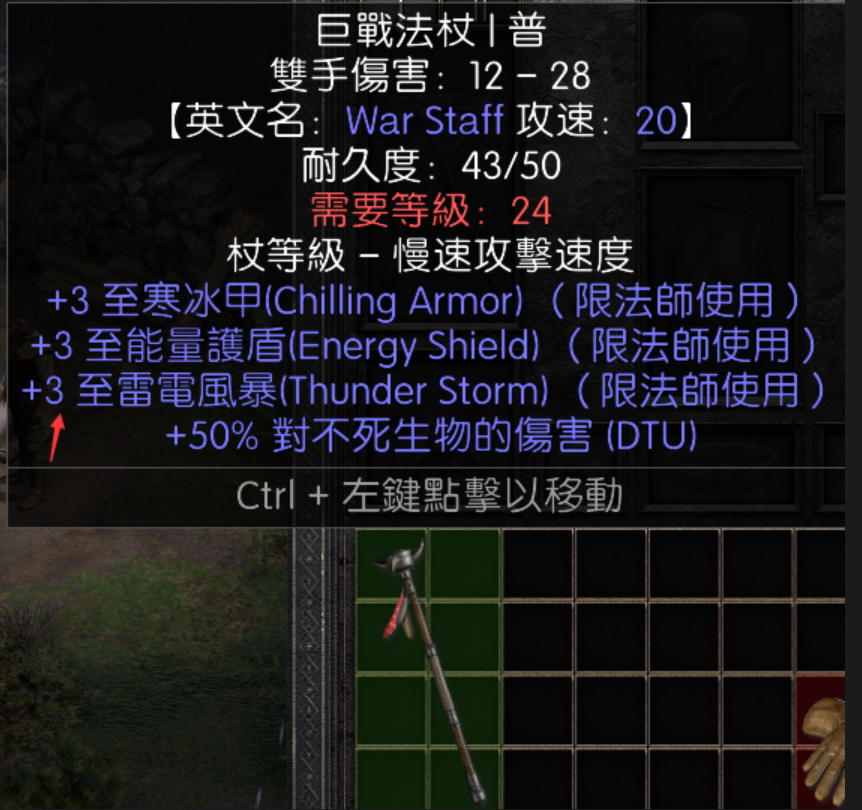 巨戰法杖 | 普
雙手傷害： 12 – 28
【英文名： War Staff 攻速： 20】
耐久度： 43/50
需要等級： 24
杖等級 – 慢速攻擊速度
+3 至寒冰甲(Chilling Armor) （ 限法師使用 ）
+3 至能量護盾(Energy Shield) （ 限法師使用 ）
+3 至雷電風暴(Thunder Storm) （ 限法師使用 ）
+50% 對不死生物的傷害 (DTU)
Ctrl + 左鍵點擊以移動